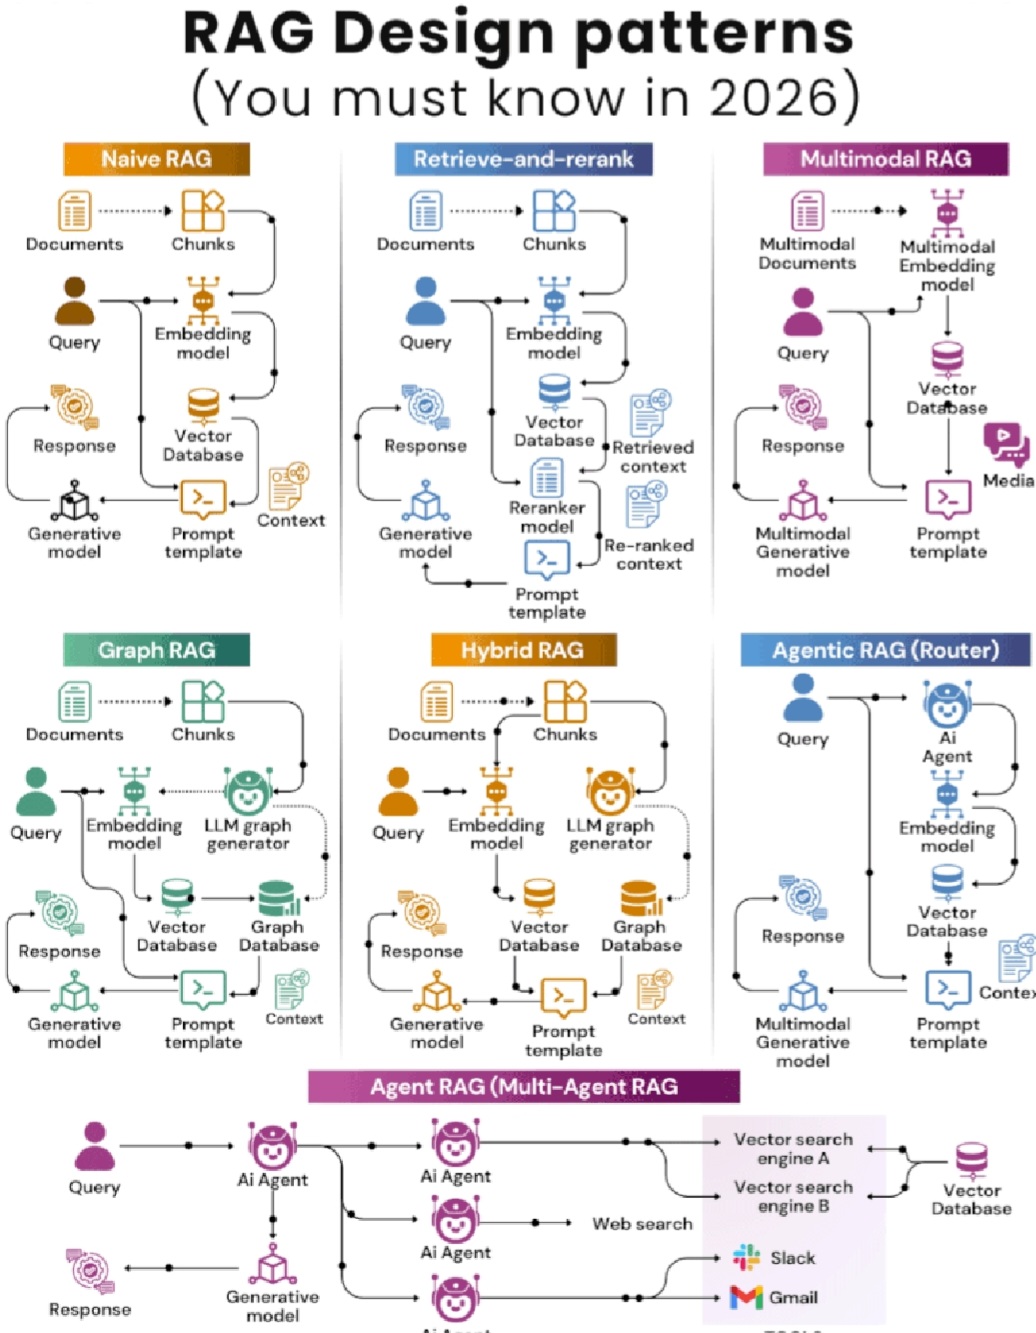 RAG Design patterns
(You must know in 2026)
Naive RAG
Documents
Chunks
Query
Embedding
model
Response
Vector
Database
Context
Generative
model
Prompt
template
Retrieve-and-rerank
Documents
Chunks
Query
Embedding
model
Response
Vector
Database
Retrieved
context
Reranker
model
Generative
model
Re-ranked
context
Prompt
template
Multimodal RAG
Multimodal
Documents
Multimodal
Embedding
model
Query
Vector
Database
Response
Media
Multimodal
Generative
model
Prompt
template
Graph RAG
Documents
Chunks
Query
Embedding
model
LLM graph
generator
Response
Vector
Database
Graph
Database
Generative
model
Prompt
template
Context
Hybrid RAG
Documents
Chunks
Query
Embedding
model
LLM graph
generator
Response
Vector
Database
Graph
Database
Generative
model
Prompt
template
Context
Agentic RAG (Router)
Query
Ai
Agent
Embedding
model
Response
Vector
Database
Contex
Multimodal
Generative
model
Prompt
template
Agent RAG (Multi-Agent RAG
Query
Ai Agent
Ai Agent
Vector search
engine A
Vector search
engine B
Vector
Database
Ai Agent
Web search
Slack
Gmail
Response
Generative
model
Ai Agent